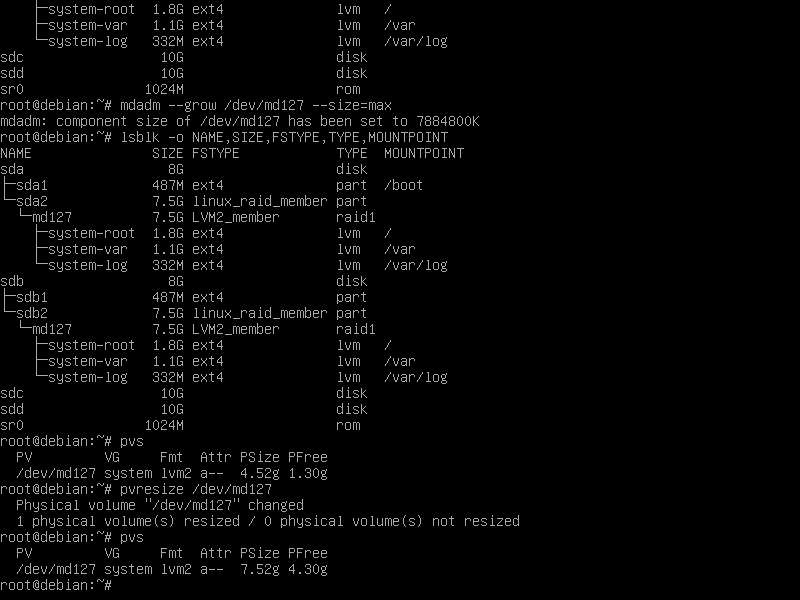 ├─system-root  1.8G ext4              lvm   /
    ├─system-var   1.1G ext4              lvm   /var
    └─system-log   332M ext4              lvm   /var/log
sdc                 10G                   disk
sdd                 10G                   disk
sr0               1024M                   rom
root@debian:~# mdadm --grow /dev/md127 --size=max
mdadm: component size of /dev/md127 has been set to 7884800K
root@debian:~# lsblk -o NAME,SIZE,FSTYPE,TYPE,MOUNTPOINT
NAME               SIZE FSTYPE            TYPE  MOUNTPOINT
sda                  8G                   disk
├─sda1             487M ext4              part  /boot
└─sda2             7.5G linux_raid_member part
  └─md127          7.5G LVM2_member       raid1
    ├─system-root  1.8G ext4              lvm   /
    ├─system-var   1.1G ext4              lvm   /var
    └─system-log   332M ext4              lvm   /var/log
sdb                  8G                   disk
├─sdb1             487M ext4              part
└─sdb2             7.5G linux_raid_member part
  └─md127          7.5G LVM2_member       raid1
    ├─system-root  1.8G ext4              lvm   /
    ├─system-var   1.1G ext4              lvm   /var
    └─system-log   332M ext4              lvm   /var/log
sdc                 10G                   disk
sdd                 10G                   disk
sr0               1024M                   rom
root@debian:~# pvs
  PV         VG     Fmt  Attr PSize PFree
  /dev/md127 system lvm2 a--  4.52g 1.30g
root@debian:~# pvresize /dev/md127
  Physical volume "/dev/md127" changed
  1 physical volume(s) resized / 0 physical volume(s) not resized
root@debian:~# pvs
  PV         VG     Fmt  Attr PSize PFree
  /dev/md127 system lvm2 a--  7.52g 4.30g
root@debian:~#